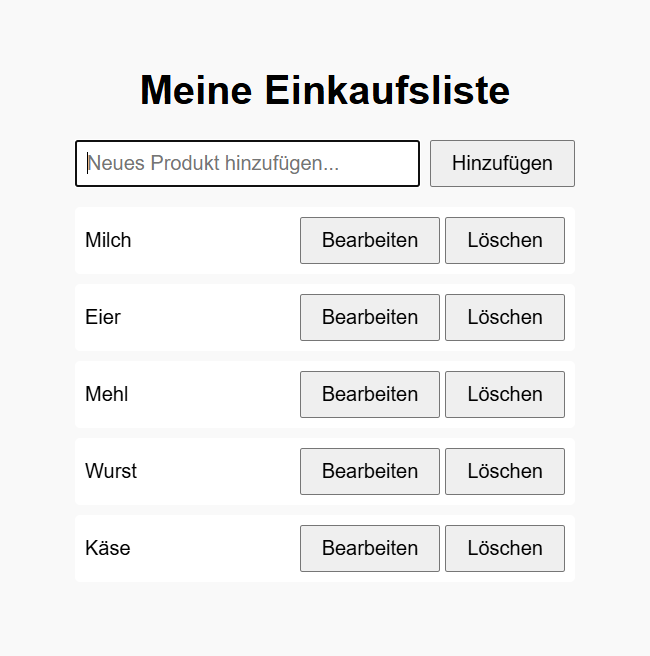 Meine Einkaufsliste
Neues Produkt hinzufügen... Hinzufügen
Milch Bearbeiten Löschen
Eier Bearbeiten Löschen
Mehl Bearbeiten Löschen
Wurst Bearbeiten Löschen
Käse Bearbeiten Löschen